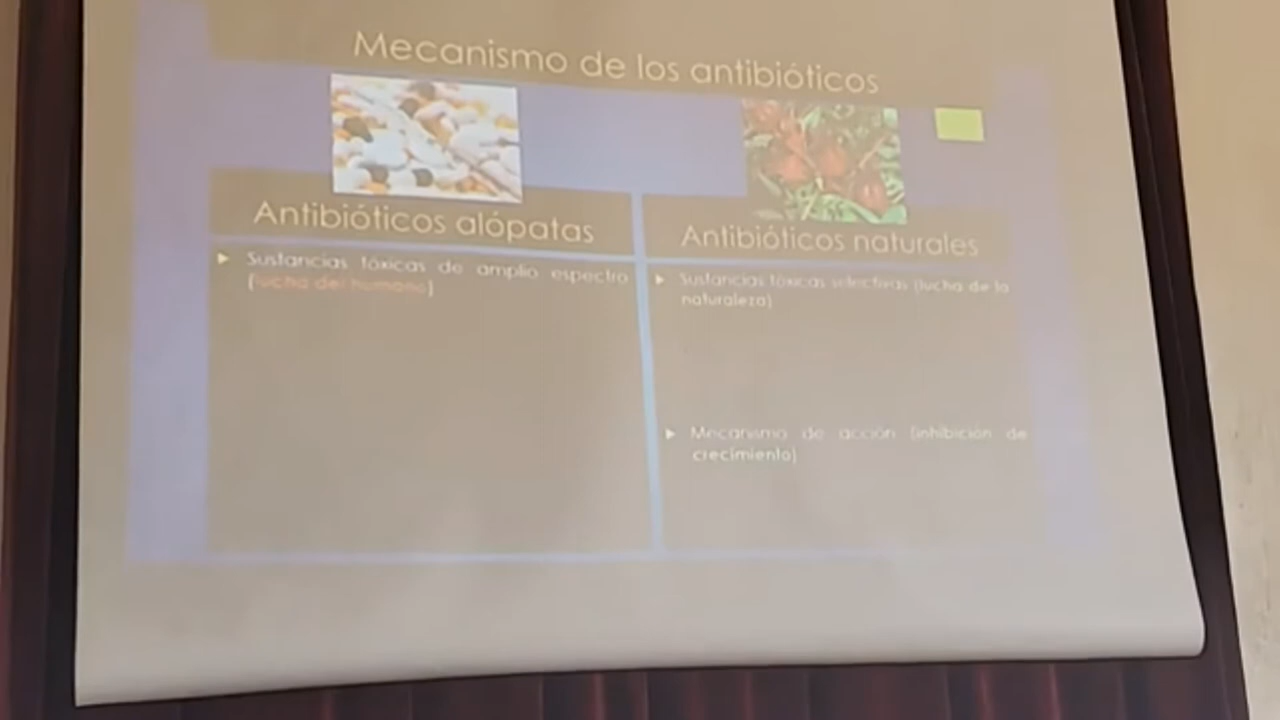 Mecanismo de los antibióticos
Antibióticos alópatas
Sustancias tóxicas de amplio espectro
(lucha del humano)
Antibióticos naturales
Sustancias tóxicas selectivas (lucha de la
naturaleza)
Mecanismo de acción (inhibición de
crecimiento)